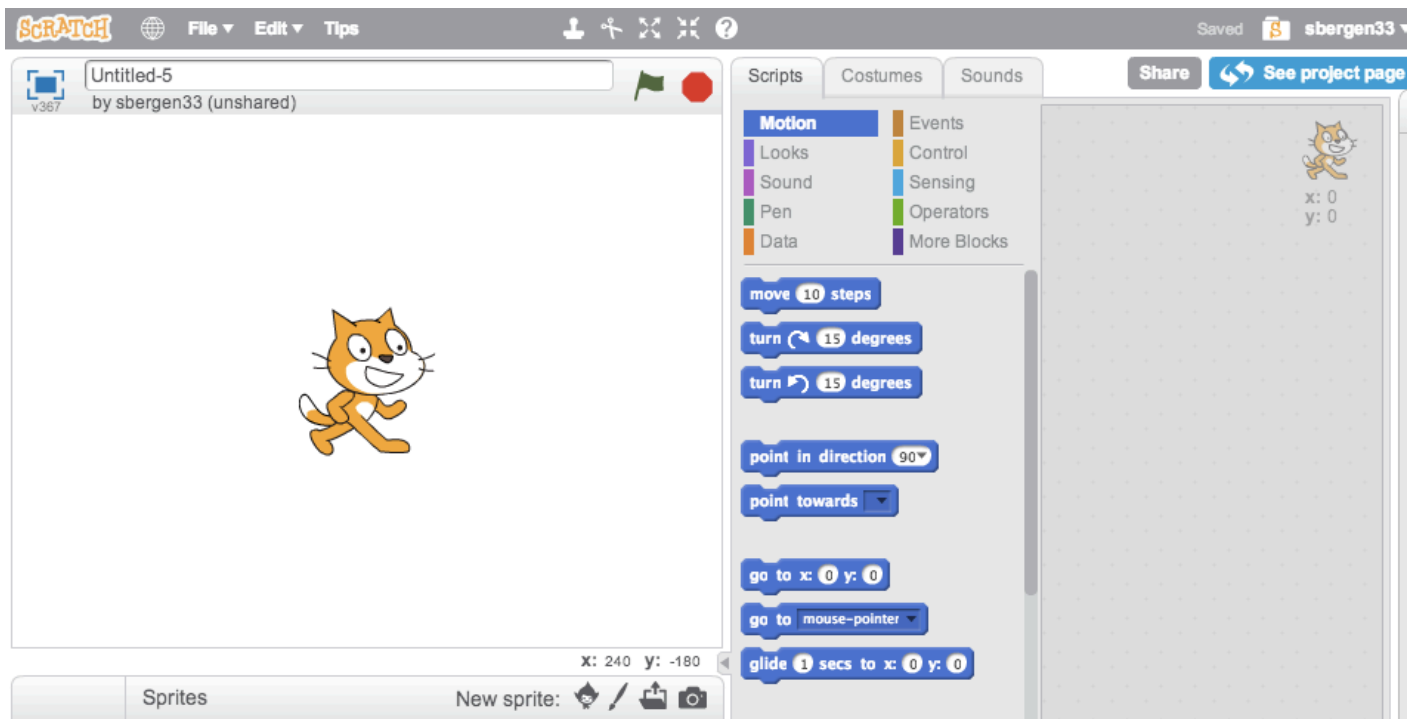 SCRATCH File Edit Tips Saved sbergen33
Untitled-5
by sbergen33 (unshared)
v367
Scripts Costumes Sounds Share See project page
Motion Events
Looks Control
Sound Sensing
Pen Operators
Data More Blocks
x: 0
y: 0
move 10 steps
turn 15 degrees
turn 15 degrees
point in direction 90
point towards
go to x: 0 y: 0
go to mouse-pointer
glide 1 secs to x: 0 y: 0
x: 240 y: -180
Sprites New sprite: